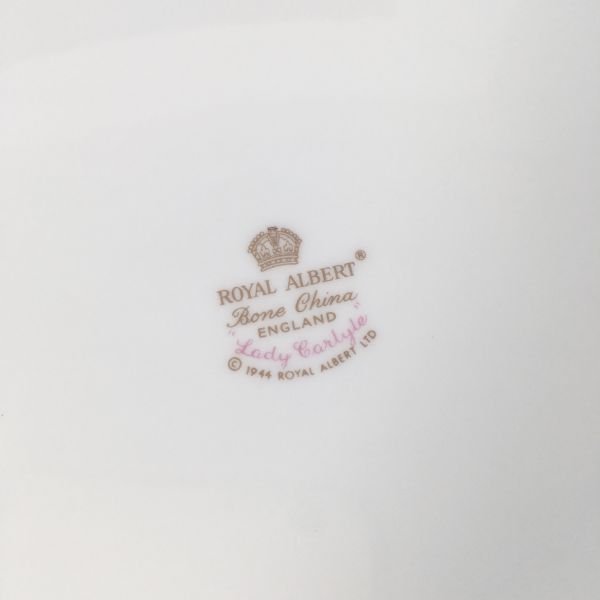 ROYAL ALBERT®
Bone China
ENGLAND
"Lady Carlyle"
© 1944 ROYAL ALBERT LTD